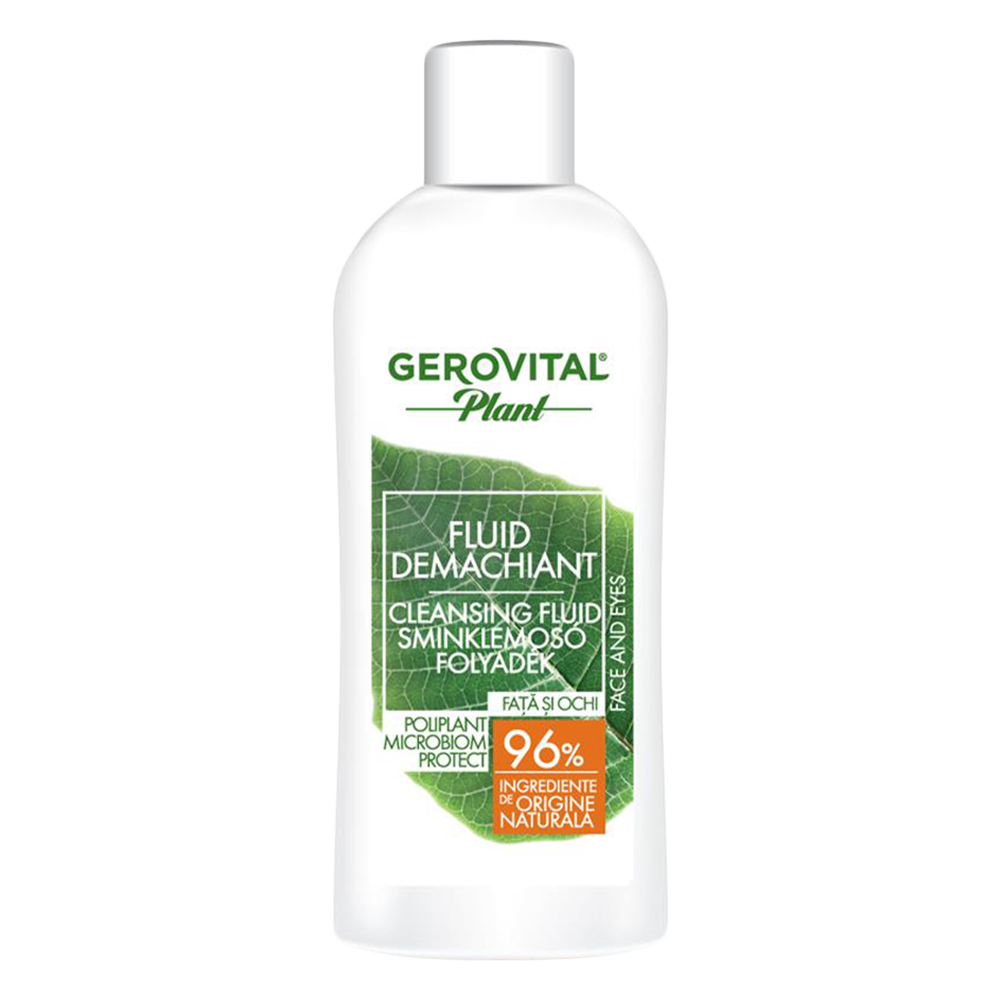 GEROVITAL®
Plant
FLUID
DEMACHIANT
CLEANSING FLUID
SMINKLEMOSÓ
FOLYADÉK
FACE AND EYES
FAȚĂ ȘI OCHI
POLIPLANT
MICROBIOM
PROTECT
96%
INGREDIENTE
DE ORIGINE
NATURALĂ